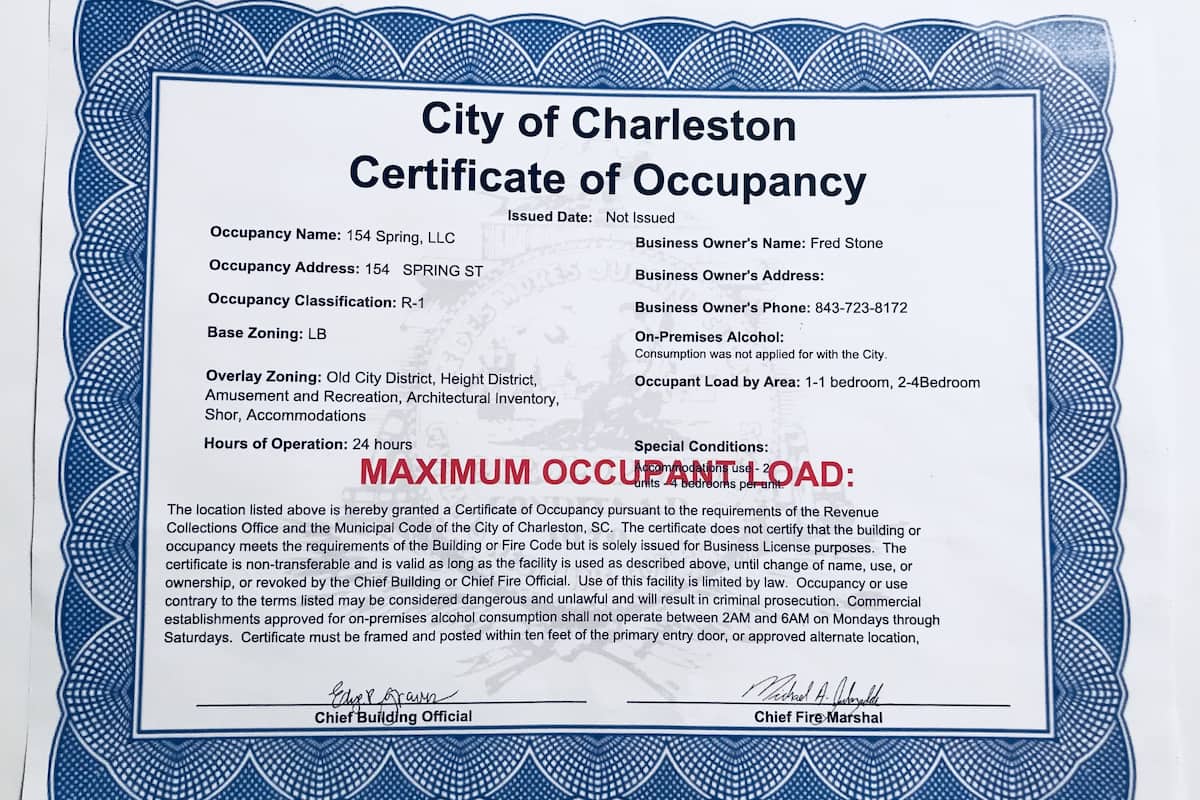 City of Charleston
Certificate of Occupancy
Issued Date: Not Issued
Occupancy Name: 154 Spring, LLC
Occupancy Address: 154 SPRING ST
Occupancy Classification: R-1
Base Zoning: LB
Overlay Zoning: Old City District, Height District,
Amusement and Recreation, Architectural Inventory,
Shor, Accommodations
Hours of Operation: 24 hours
Business Owner's Name: Fred Stone
Business Owner's Address:
Business Owner's Phone: 843-723-8172
On-Premises Alcohol:
Consumption was not applied for with the City.
Occupant Load by Area: 1-1 bedroom, 2-4Bedroom
Special Conditions:
Accommodations use - 2
units - 4 bedrooms per unit.
MAXIMUM OCCUPANT LOAD:
The location listed above is hereby granted a Certificate of Occupancy pursuant to the requirements of the Revenue
Collections Office and the Municipal Code of the City of Charleston, SC. The certificate does not certify that the building or
occupancy meets the requirements of the Building or Fire Code but is solely issued for Business License purposes. The
certificate is non-transferable and is valid as long as the facility is used as described above, until change of name, use, or
ownership, or revoked by the Chief Building or Chief Fire Official. Use of this facility is limited by law. Occupancy or use
contrary to the terms listed may be considered dangerous and unlawful and will result in criminal prosecution. Commercial
establishments approved for on-premises alcohol consumption shall not operate between 2AM and 6AM on Mondays through
Saturdays. Certificate must be framed and posted within ten feet of the primary entry door, or approved alternate location,
Michael A.
Chief Building Official
Chief Fire Marshal